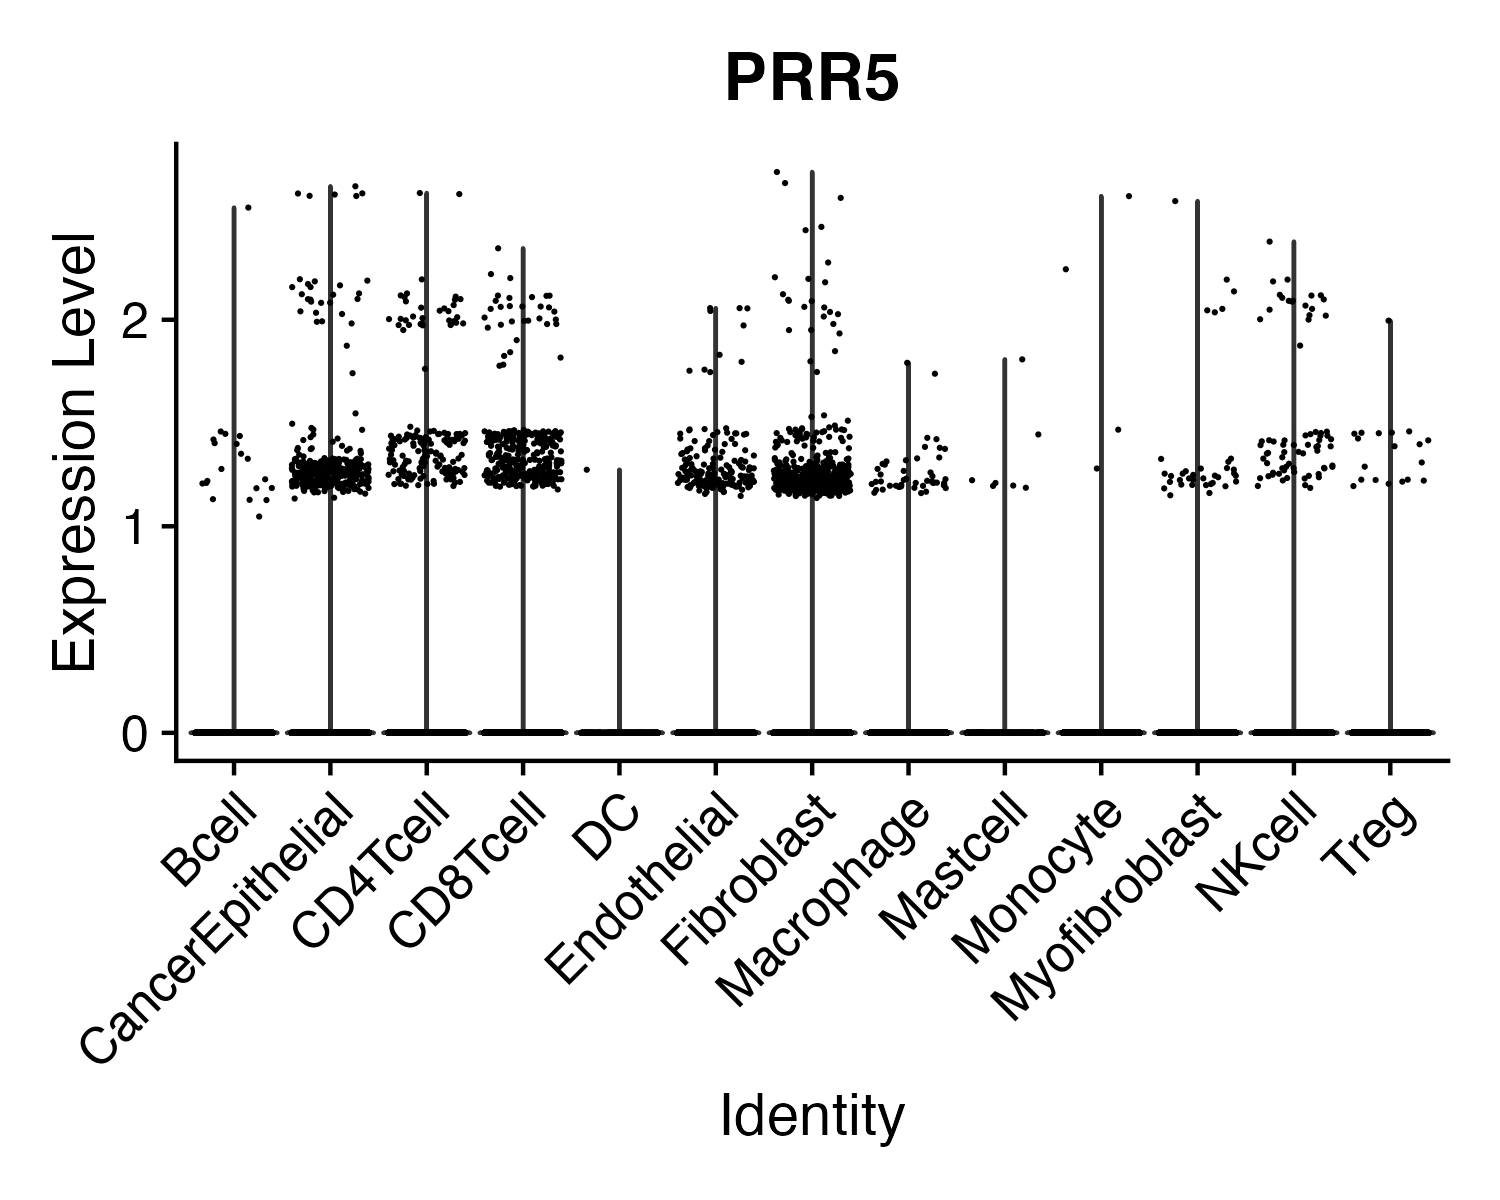 PRR5
Expression Level
2
1
0
Bcell
CancerEpithelial
CD4Tcell
CD8Tcell
DC
Endothelial
Fibroblast
Macrophage
Mastcell
Monocyte
Myofibroblast
NKcell
Treg
Identity